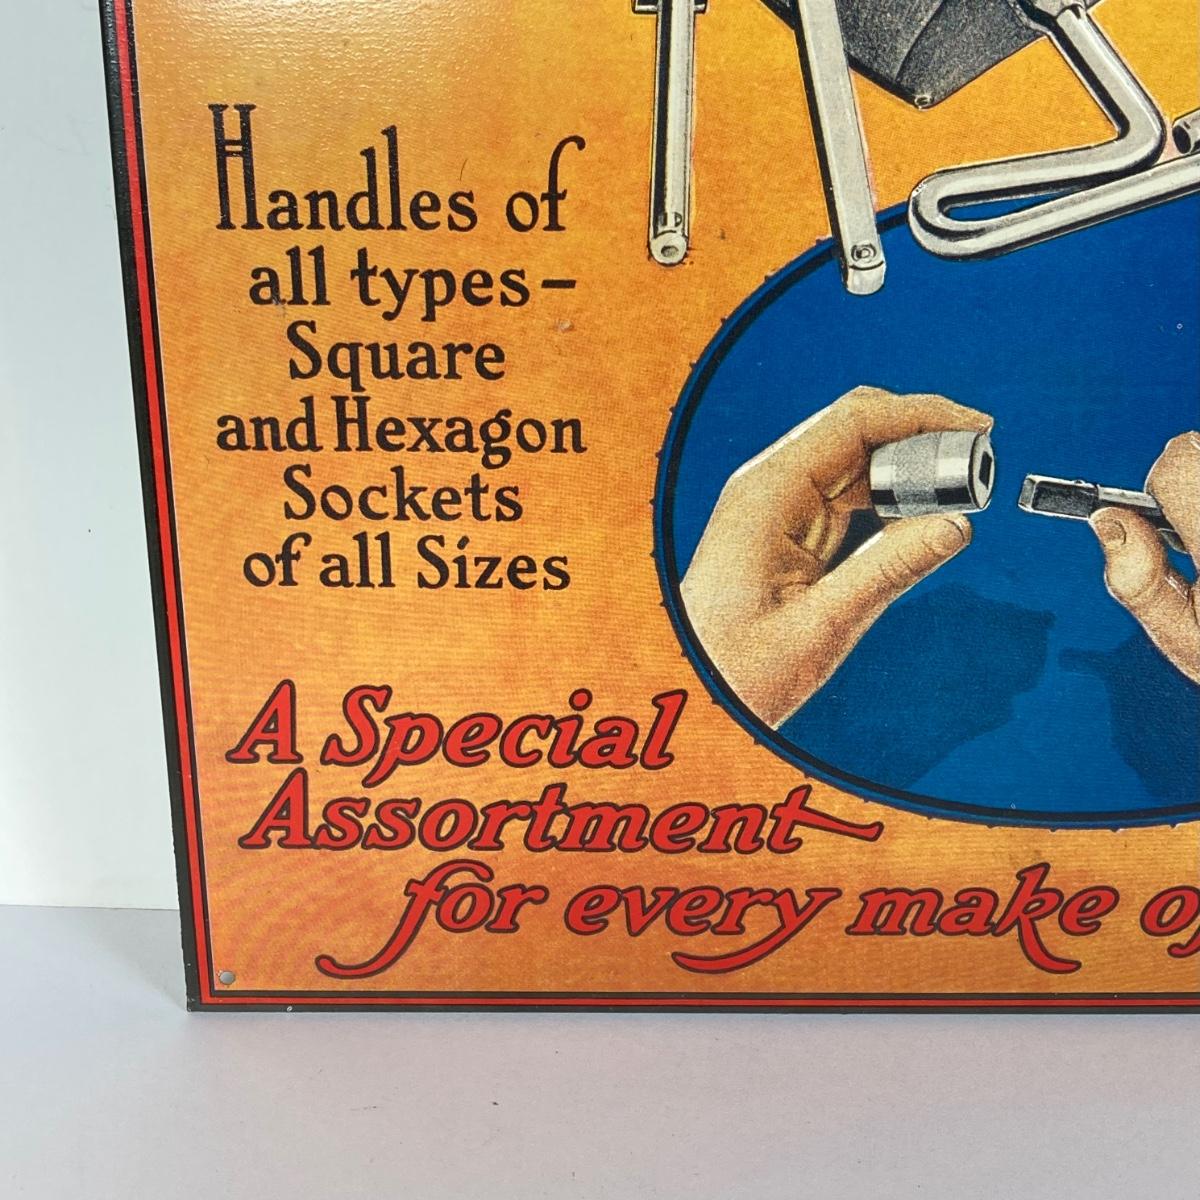 Handles of
all types-
Square
and Hexagon
Sockets
of all Sizes
A Special
Assortment
for every make